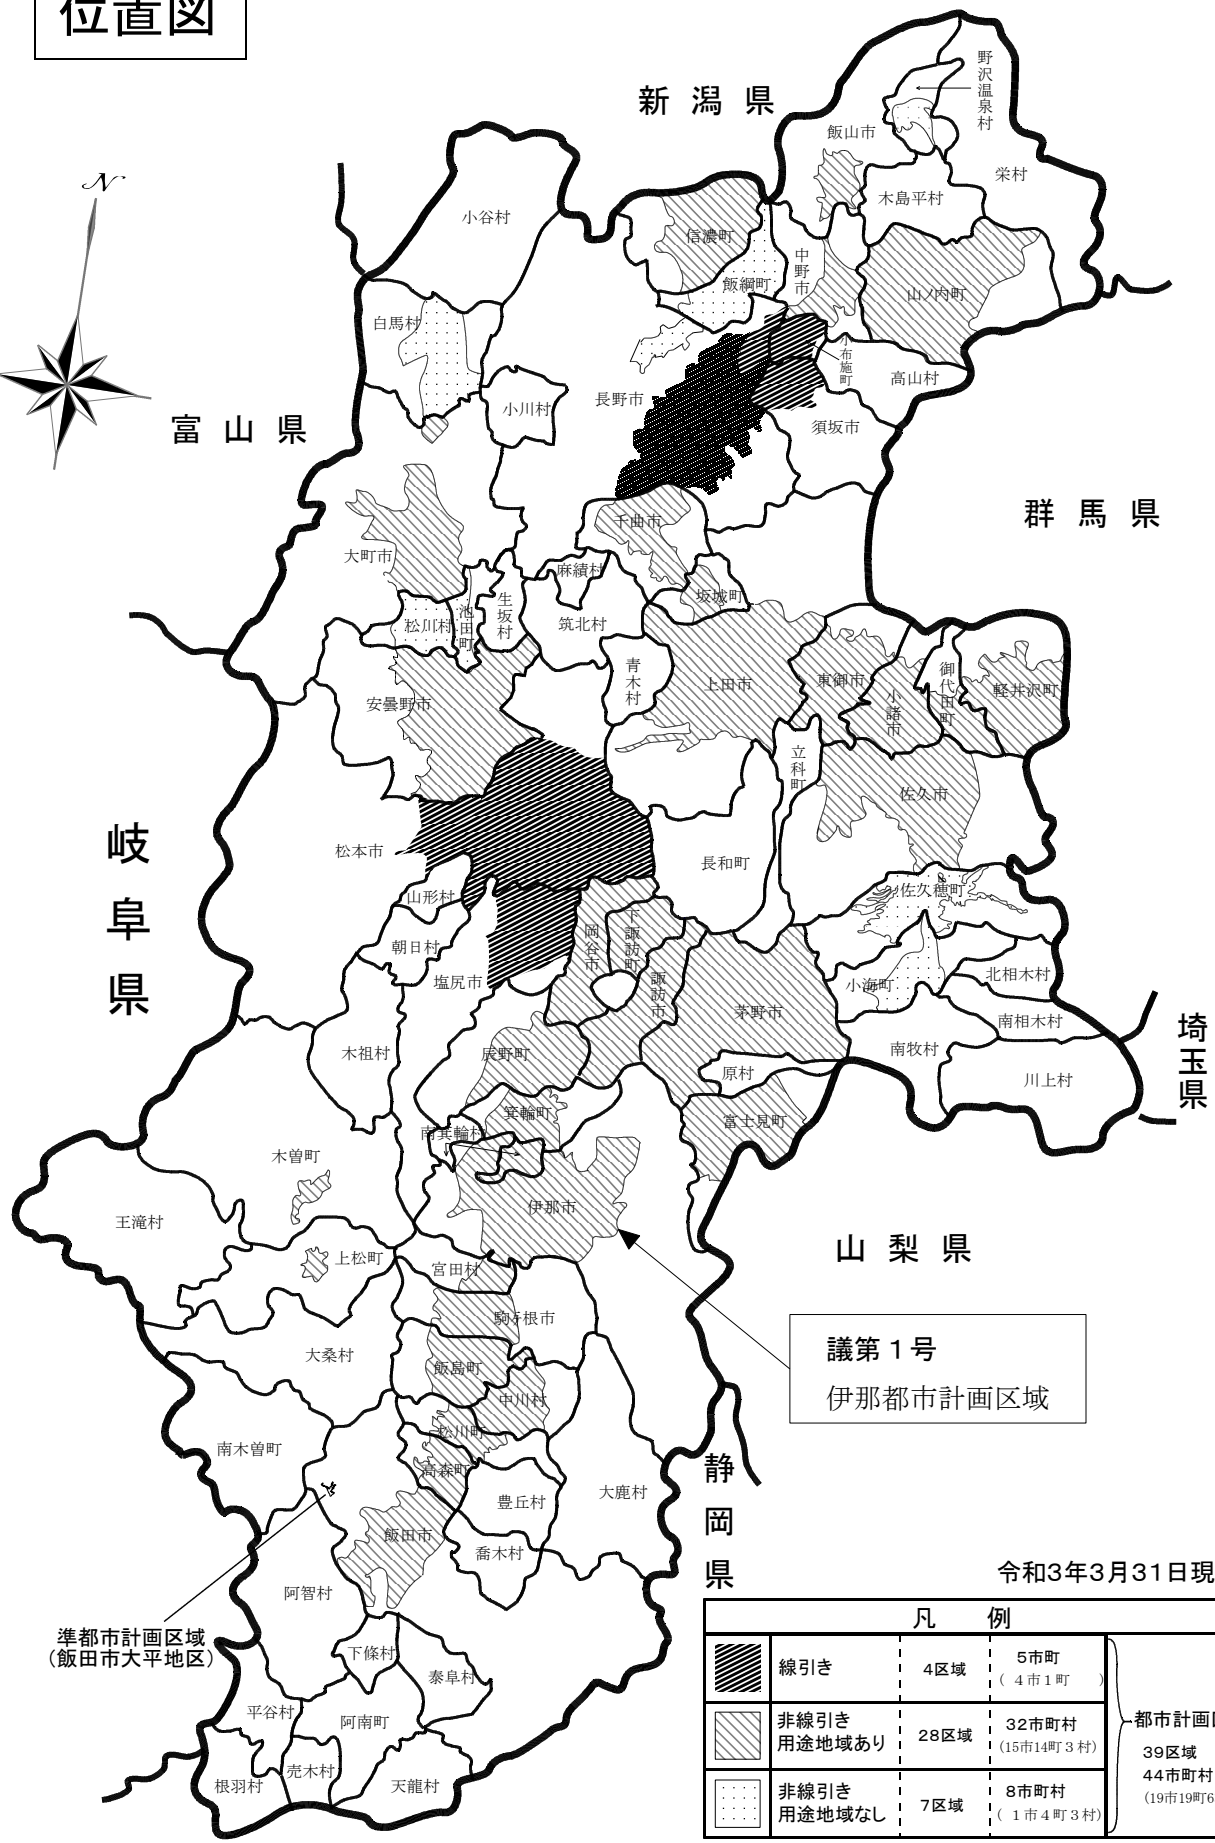 位置図
N
新潟県
富山県
群馬県
岐阜県
埼玉県
山梨県
静岡県
野沢温泉村
飯山市
栄村
木島平村
小谷村
信濃町
中野市
飯綱町
山ノ内町
白馬村
小布施町
高山村
小川村
長野市
須坂市
千曲市
大町市
麻績村
坂城町
生坂村
池田町
松川村
筑北村
青木村
上田市
東御市
小諸市
御代田町
軽井沢町
安曇野市
立科町
佐久市
松本市
長和町
佐久穂町
山形村
朝日村
塩尻市
岡谷市
下諏訪町
諏訪市
茅野市
小海町
北相木村
南相木村
南牧村
川上村
木祖村
辰野町
原村
富士見町
箕輪町
南箕輪村
木曽町
伊那市
王滝村
上松町
宮田村
駒ヶ根市
議第1号
伊那都市計画区域
大桑村
飯島町
中川村
松川町
南木曽町
高森町
豊丘村
大鹿村
飯田市
喬木村
阿智村
準都市計画区域
(飯田市大平地区)
下條村
泰阜村
平谷村
阿南町
売木村
根羽村
天龍村
令和3年3月31日現
凡例
線引き 4区域 5市町
(4市1町)
非線引き
用途地域あり 28区域 32市町村
(15市14町3村)
非線引き
用途地域なし 7区域 8市町村
(1市4町3村)
都市計画
39区域
44市町村
(19市19町6